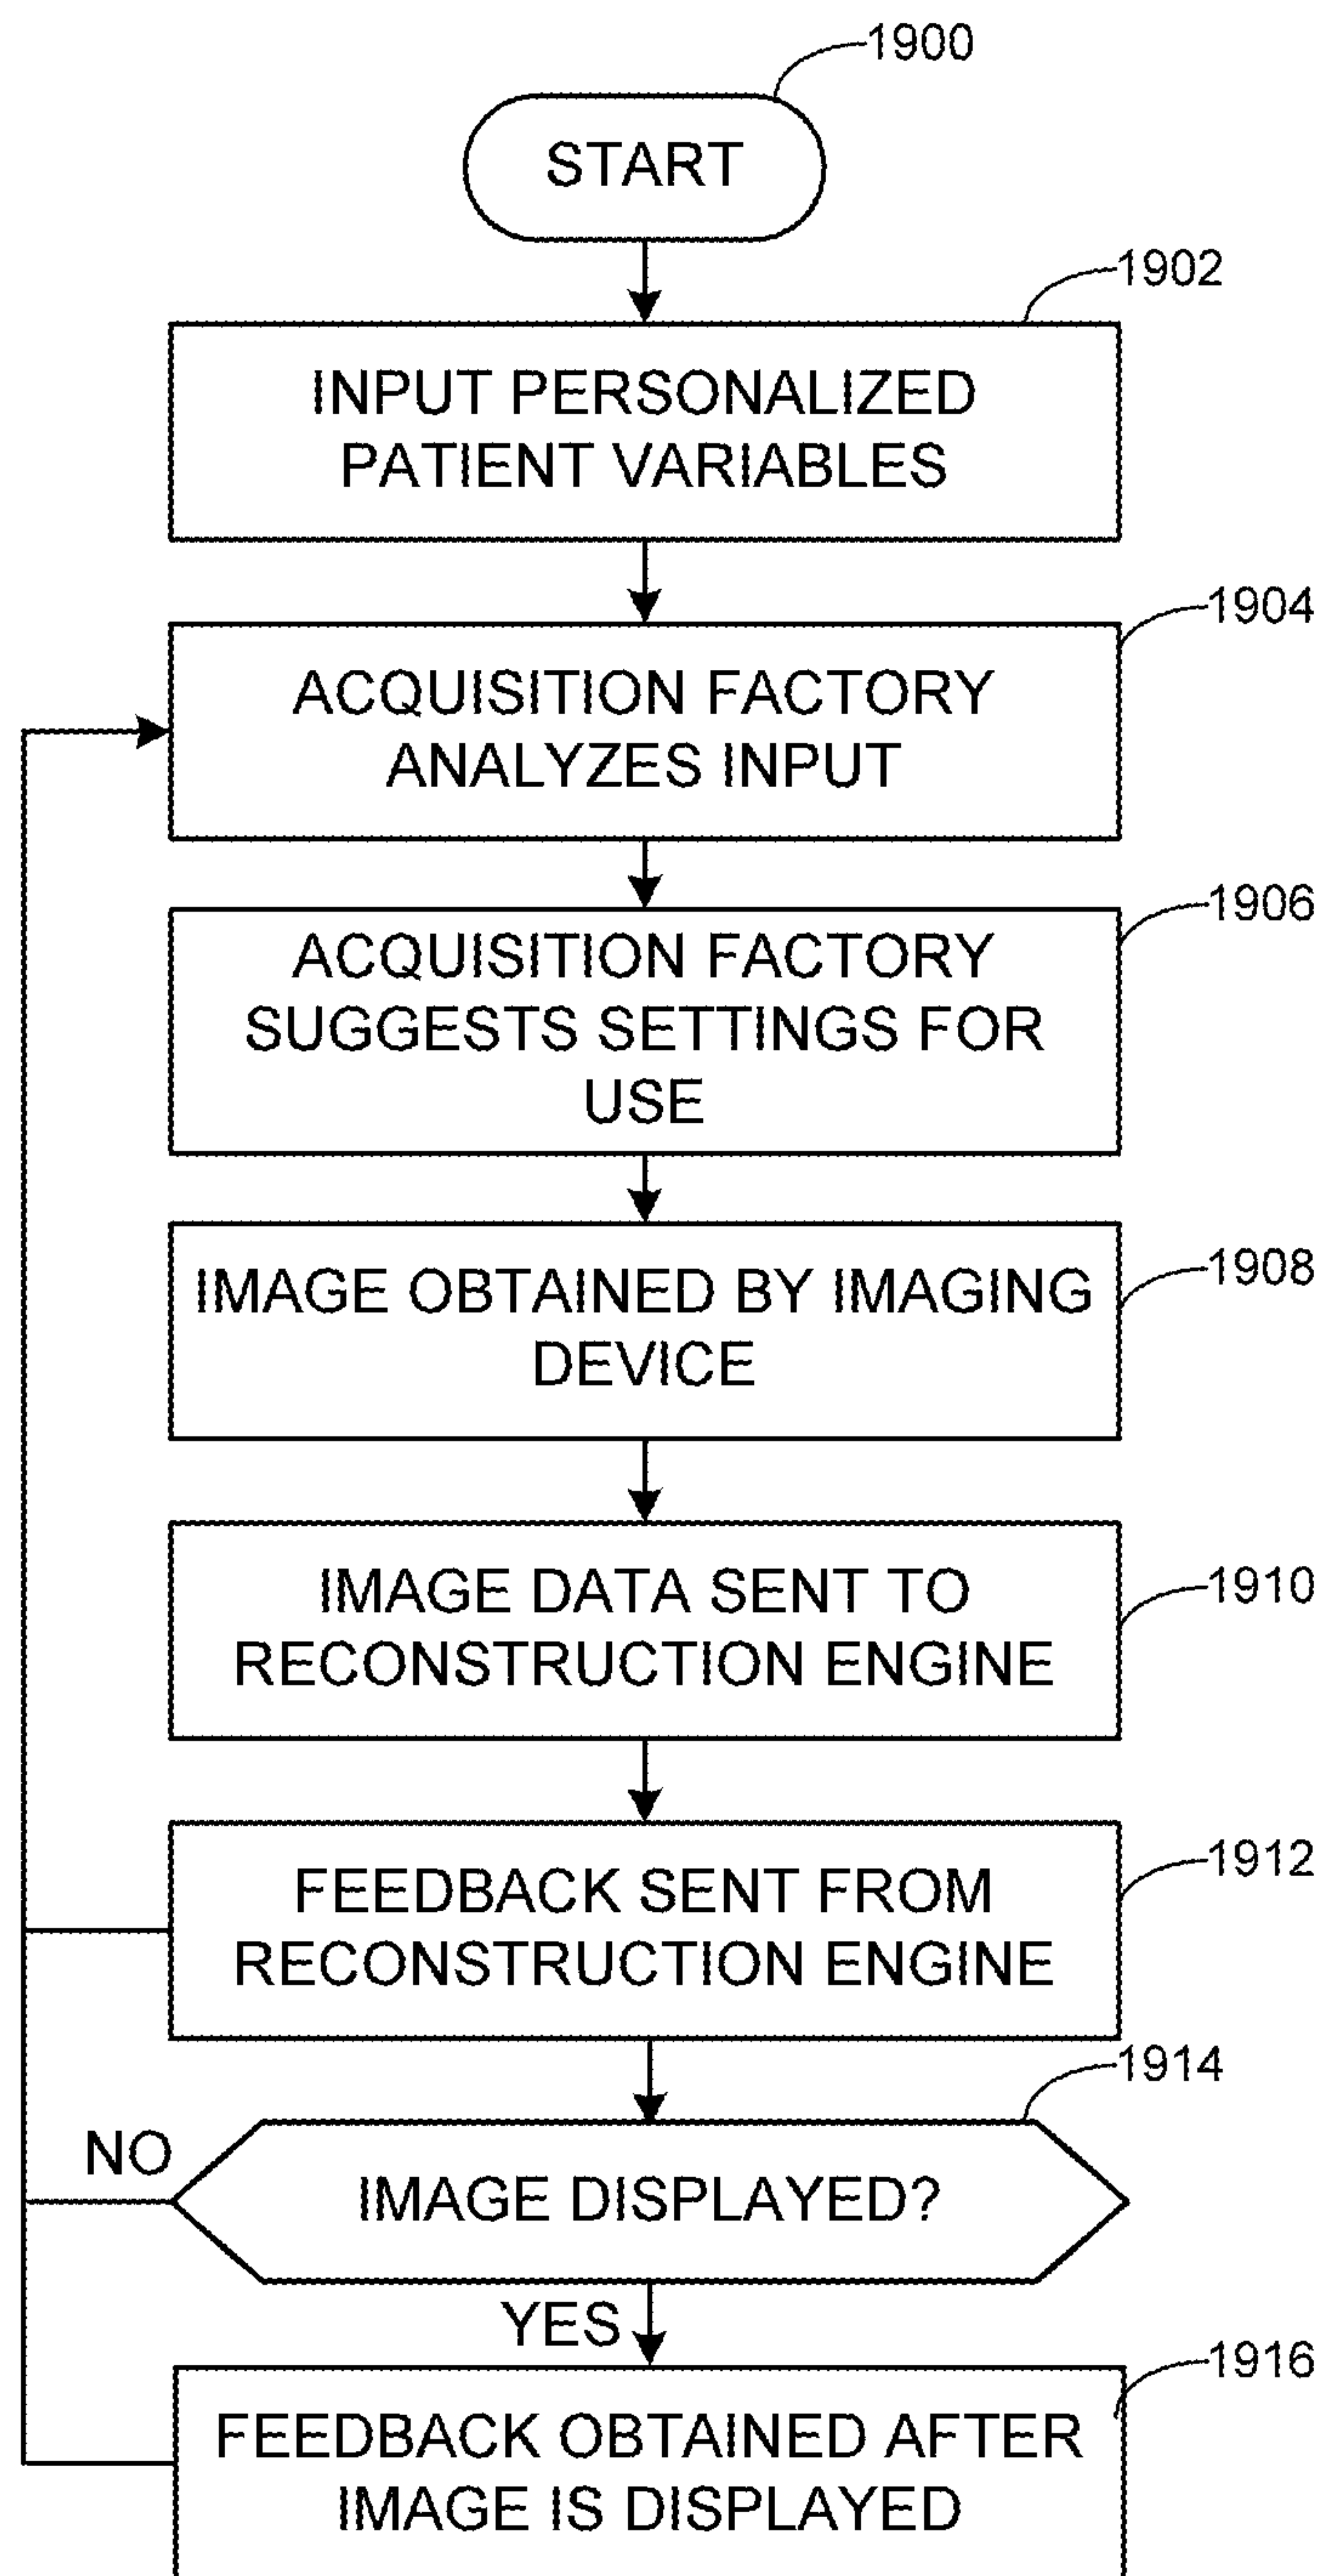 1900
START
1902
INPUT PERSONALIZED
PATIENT VARIABLES
1904
ACQUISITION FACTORY
ANALYZES INPUT
1906
ACQUISITION FACTORY
SUGGESTS SETTINGS FOR
USE
1908
IMAGE OBTAINED BY IMAGING
DEVICE
1910
IMAGE DATA SENT TO
RECONSTRUCTION ENGINE
1912
FEEDBACK SENT FROM
RECONSTRUCTION ENGINE
1914
NO
IMAGE DISPLAYED?
YES
1916
FEEDBACK OBTAINED AFTER
IMAGE IS DISPLAYED